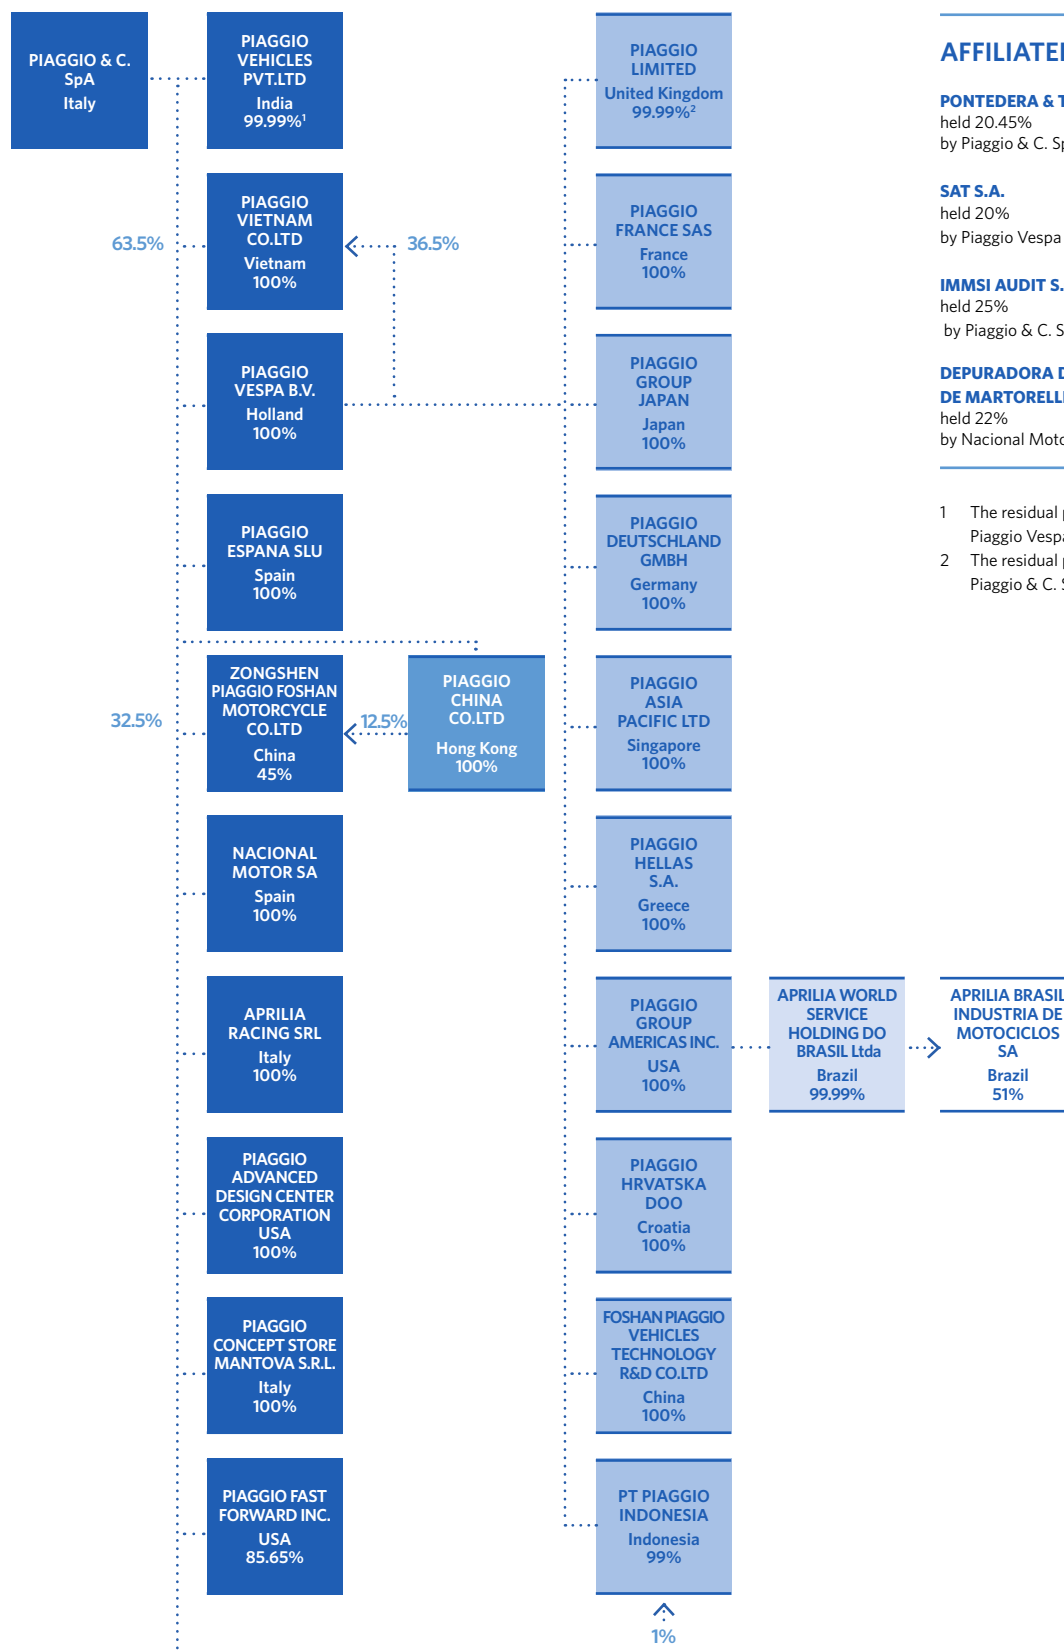 PIAGGIO & C.
SpA
Italy
PIAGGIO
VEHICLES
PVT.LTD
India
99.99%¹
63.5%
PIAGGIO
VIETNAM
CO.LTD
Vietnam
100%
36.5%
PIAGGIO
VESPA B.V.
Holland
100%
PIAGGIO
ESPANA SLU
Spain
100%
32.5%
ZONGSHEN
PIAGGIO FOSHAN
MOTORCYCLE
CO.LTD
China
45%
12.5%
PIAGGIO
CHINA
CO.LTD
Hong Kong
100%
NACIONAL
MOTOR SA
Spain
100%
APRILIA
RACING SRL
Italy
100%
PIAGGIO
ADVANCED
DESIGN CENTER
CORPORATION
USA
100%
PIAGGIO
CONCEPT STORE
MANTOVA S.R.L.
Italy
100%
PIAGGIO FAST
FORWARD INC.
USA
85.65%
PIAGGIO
LIMITED
United Kingdom
99.99%²
PIAGGIO
FRANCE SAS
France
100%
PIAGGIO
GROUP
JAPAN
Japan
100%
PIAGGIO
DEUTSCHLAND
GMBH
Germany
100%
PIAGGIO
ASIA
PACIFIC LTD
Singapore
100%
PIAGGIO
HELLAS
S.A.
Greece
100%
PIAGGIO
GROUP
AMERICAS INC.
USA
100%
APRILIA WORLD
SERVICE
HOLDING DO
BRASIL Ltda
Brazil
99.99%
APRILIA BRASIL
INDUSTRIA DE
MOTOCICLOS
SA
Brazil
51%
PIAGGIO
HRVATSKA
DOO
Croatia
100%
FOSHAN PIAGGIO
VEHICLES
TECHNOLOGY
R&D CO.LTD
China
100%
PT PIAGGIO
INDONESIA
Indonesia
99%
1%
AFFILIATE
PONTEDERA & T
held 20.45%
by Piaggio & C. Sp
SAT S.A.
held 20%
by Piaggio Vespa
IMMSI AUDIT S.
held 25%
by Piaggio & C. S
DEPURADORA D
DE MARTORELL
held 22%
by Nacional Moto
1 The residual p
Piaggio Vespa
2 The residual p
Piaggio & C. S